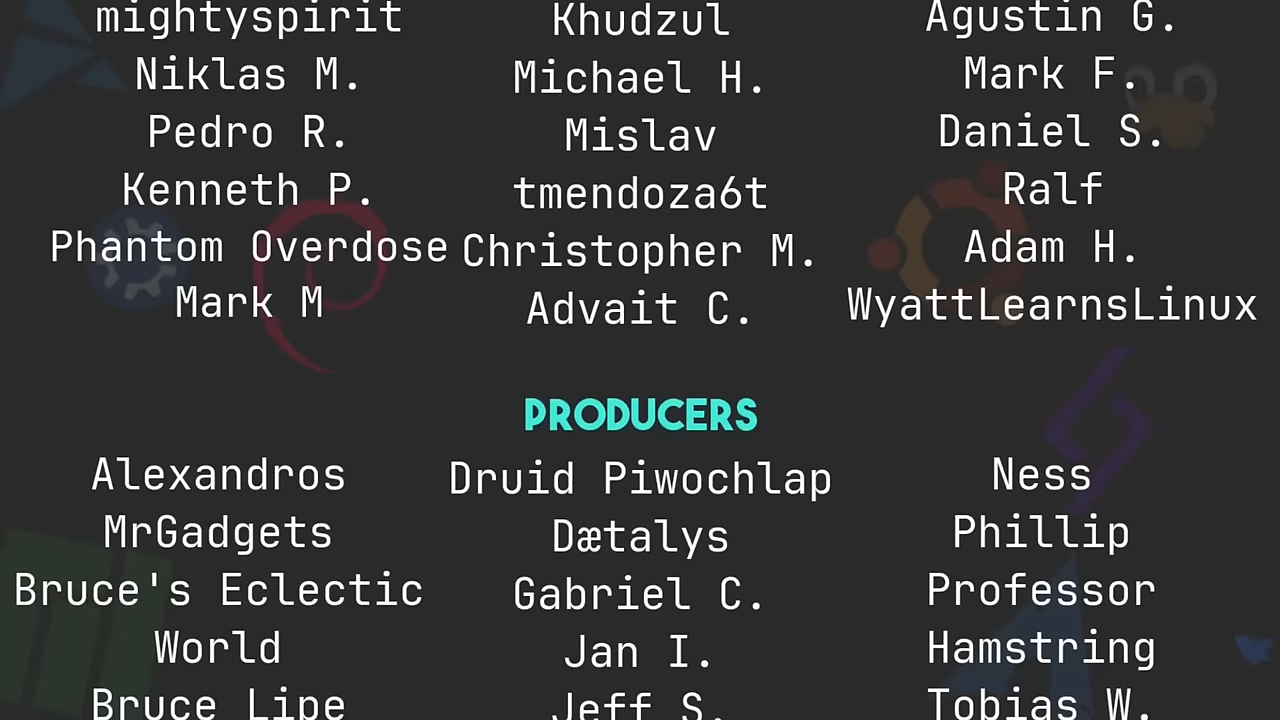 mightyspirit
Niklas M.
Pedro R.
Kenneth P.
Phantom Overdose
Mark M
Khudzul
Michael H.
Mislav
tmendoza6t
Christopher M.
Advait C.
Agustin G.
Mark F.
Daniel S.
Ralf
Adam H.
WyattLearnsLinux
PRODUCERS
Alexandros
MrGadgets
Bruce's Eclectic
World
Bruce Lipe
Druid Piwochlap
Dætalys
Gabriel C.
Jan I.
Jeff S.
Ness
Phillip
Professor
Hamstring
Tobias W.